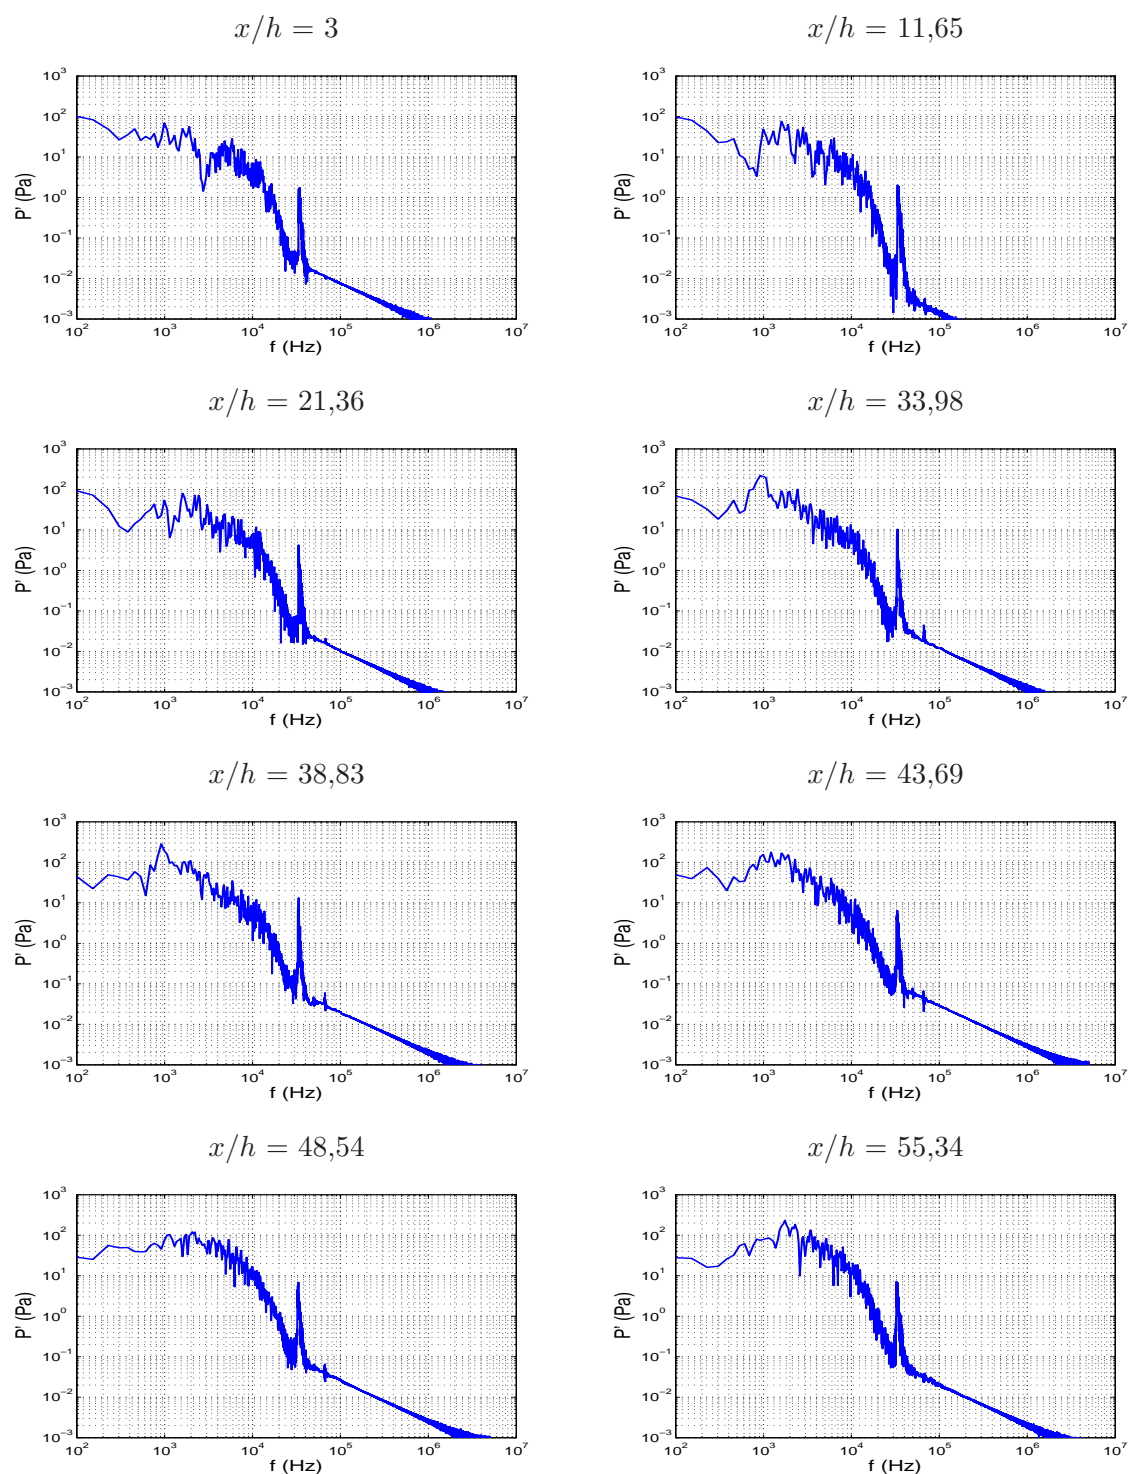 x/h = 3
x/h = 11,65
10³
10²
10¹
10⁰
10⁻¹
10⁻²
10⁻³
P' (Pa)
10² 10³ 10⁴ 10⁵ 10⁶ 10⁷
f (Hz)
10³
10²
10¹
10⁰
10⁻¹
10⁻²
10⁻³
P' (Pa)
10² 10³ 10⁴ 10⁵ 10⁶ 10⁷
f (Hz)
x/h = 21,36
x/h = 33,98
10³
10²
10¹
10⁰
10⁻¹
10⁻²
10⁻³
P' (Pa)
10² 10³ 10⁴ 10⁵ 10⁶ 10⁷
f (Hz)
10³
10²
10¹
10⁰
10⁻¹
10⁻²
10⁻³
P' (Pa)
10² 10³ 10⁴ 10⁵ 10⁶ 10⁷
f (Hz)
x/h = 38,83
x/h = 43,69
10³
10²
10¹
10⁰
10⁻¹
10⁻²
10⁻³
P' (Pa)
10² 10³ 10⁴ 10⁵ 10⁶ 10⁷
f (Hz)
10³
10²
10¹
10⁰
10⁻¹
10⁻²
10⁻³
P' (Pa)
10² 10³ 10⁴ 10⁵ 10⁶ 10⁷
f (Hz)
x/h = 48,54
x/h = 55,34
10³
10²
10¹
10⁰
10⁻¹
10⁻²
10⁻³
P' (Pa)
10² 10³ 10⁴ 10⁵ 10⁶ 10⁷
f (Hz)
10³
10²
10¹
10⁰
10⁻¹
10⁻²
10⁻³
P' (Pa)
10² 10³ 10⁴ 10⁵ 10⁶ 10⁷
f (Hz)